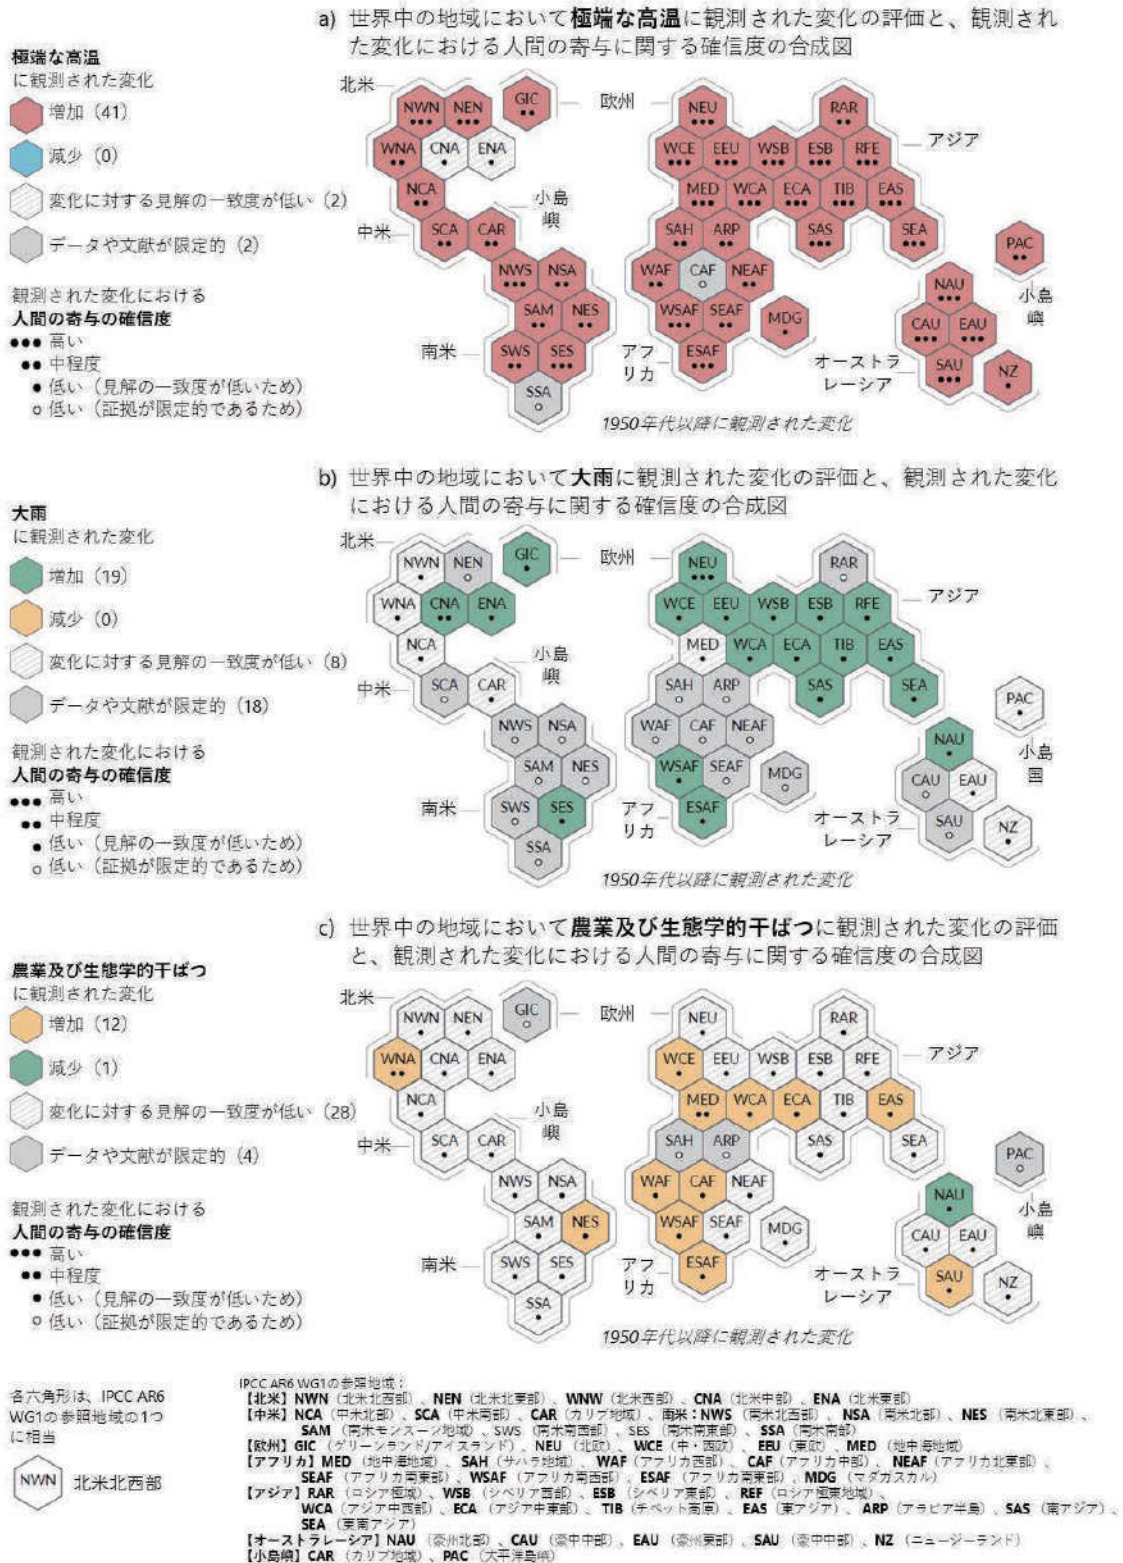 a) 世界中の地域において極端な高温に観測された変化の評価と、観測され
た変化における人間の寄与に関する確信度の合成図
極端な高温
に観測された変化
増加（41）
減少（0）
変化に対する見解の一致度が低い（2）
データや文献が限定的（2）
観測された変化における
人間の寄与の確信度
●●● 高い
●● 中程度
● 低い（見解の一致度が低いため）
○ 低い（証拠が限定的であるため）
北米
欧州
アジア
小島
嶼
中米
南米
アフ
リカ
オーストラ
レーシア
小島
嶼
NWN NEN GIC NEU RAR
WNA CNA ENA WCE EEU WSB ESB RFE
NCA MED WCA ECA TIB EAS
SCA CAR SAH ARP SAS SEA PAC
NWS NSA WAF CAF NEAF NAU
SAM NES WSAF SEAF MDG CAU EAU
SWS SES ESAF SAU NZ
SSA
1950年代以降に観測された変化
b) 世界中の地域において大雨に観測された変化の評価と、観測された変化
における人間の寄与に関する確信度の合成図
大雨
に観測された変化
増加（19）
減少（0）
変化に対する見解の一致度が低い（8）
データや文献が限定的（18）
観測された変化における
人間の寄与の確信度
●●● 高い
●● 中程度
● 低い（見解の一致度が低いため）
○ 低い（証拠が限定的であるため）
北米
欧州
アジア
小島
嶼
中米
南米
アフ
リカ
オーストラ
レーシア
小島
国
NWN NEN GIC NEU RAR
WNA CNA ENA WCE EEU WSB ESB RFE
NCA MED WCA ECA TIB EAS
SCA CAR SAH ARP SAS SEA PAC
NWS NSA WAF CAF NEAF NAU
SAM NES WSAF SEAF MDG CAU EAU
SWS SES ESAF SAU NZ
SSA
1950年代以降に観測された変化
c) 世界中の地域において農業及び生態学的干ばつに観測された変化の評価
と、観測された変化における人間の寄与に関する確信度の合成図
農業及び生態学的干ばつ
に観測された変化
増加（12）
減少（1）
変化に対する見解の一致度が低い（28）
データや文献が限定的（4）
観測された変化における
人間の寄与の確信度
●●● 高い
●● 中程度
● 低い（見解の一致度が低いため）
○ 低い（証拠が限定的であるため）
北米
欧州
アジア
小島
嶼
中米
南米
アフ
リカ
オーストラ
レーシア
小島
嶼
NWN NEN GIC NEU RAR
WNA CNA ENA WCE EEU WSB ESB RFE
NCA MED WCA ECA TIB EAS
SCA CAR SAH ARP SAS SEA PAC
NWS NSA WAF CAF NEAF NAU
SAM NES WSAF SEAF MDG CAU EAU
SWS SES ESAF SAU NZ
SSA
1950年代以降に観測された変化
各六角形は、IPCC AR6
WG1の参照地域の1つ
に相当
NWN 北米北西部
IPCC AR6 WG1の参照地域：
【北米】NWN（北米北西部）、NEN（北米北東部）、WNW（北米西部）、CNA（北米中部）、ENA（北米東部）
【中米】NCA（中米北部）、SCA（中米南部）、CAR（カリブ地域）、南米：NWS（南米北西部）、NSA（南米北部）、NES（南米北東部）、
SAM（南米モンスーン地域）、SWS（南米南西部）、SES（南米南東部）、SSA（南米南部）
【欧州】GIC（グリーンランド/アイスランド）、NEU（北欧）、WCE（中・西欧）、EEU（東欧）、MED（地中海地域）
【アフリカ】MED（地中海地域）、SAH（サハラ地域）、WAF（アフリカ西部）、CAF（アフリカ中部）、NEAF（アフリカ北東部）、
SEAF（アフリカ南東部）、WSAF（アフリカ南西部）、ESAF（アフリカ南東部）、MDG（マダガスカル）
【アジア】RAR（ロシア極域）、WSB（シベリア西部）、ESB（シベリア東部）、REF（ロシア極東地域）、
WCA（アジア中西部）、ECA（アジア中東部）、TIB（チベット高原）、EAS（東アジア）、ARP（アラビア半島）、SAS（南アジア）、
SEA（東南アジア）
【オーストラレーシア】NAU（豪州北部）、CAU（豪中中部）、EAU（豪州東部）、SAU（豪中中部）、NZ（ニュージーランド）
【小島嶼】CAR（カリブ地域）、PAC（太平洋島嶼）